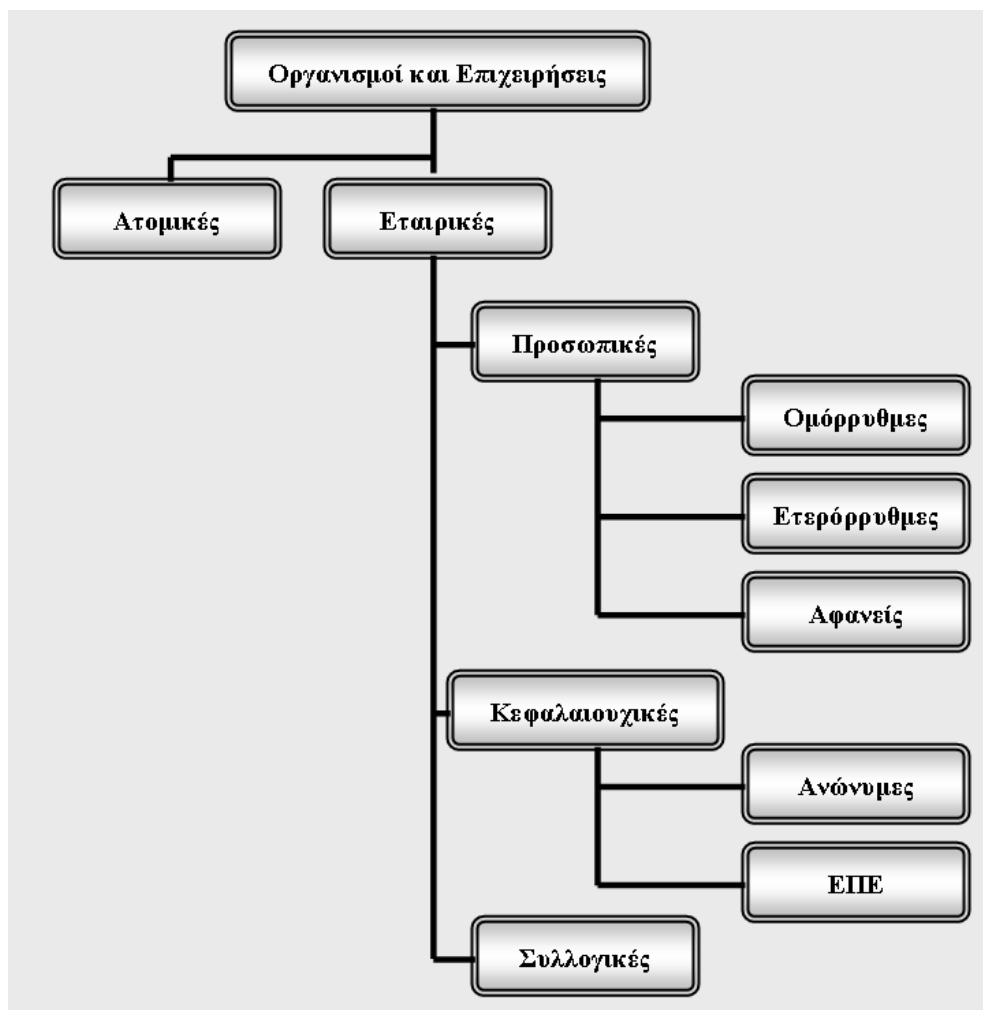 Οργανισμοί και Επιχειρήσεις
Ατομικές
Εταιρικές
Προσωπικές
Ομόρρυθμες
Ετερόρρυθμες
Αφανείς
Κεφαλαιουχικές
Ανώνυμες
ΕΠΕ
Συλλογικές